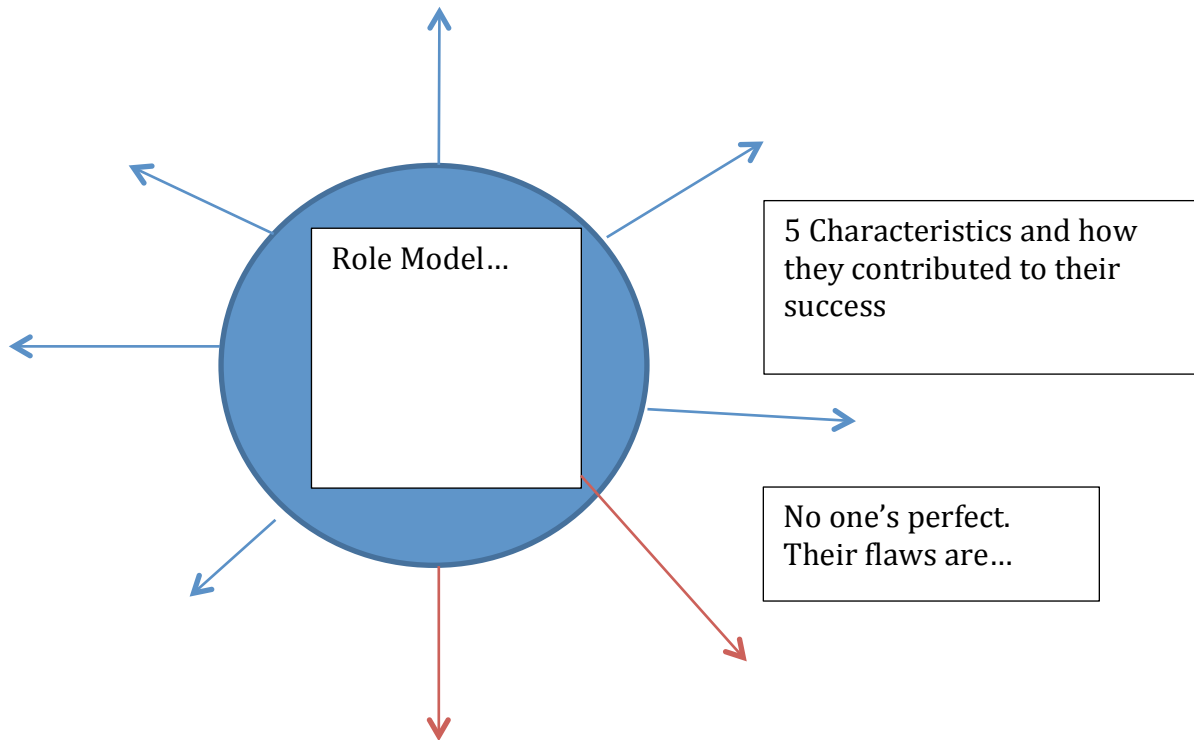 Role Model…
5 Characteristics and how
they contributed to their
success
No one’s perfect.
Their flaws are…